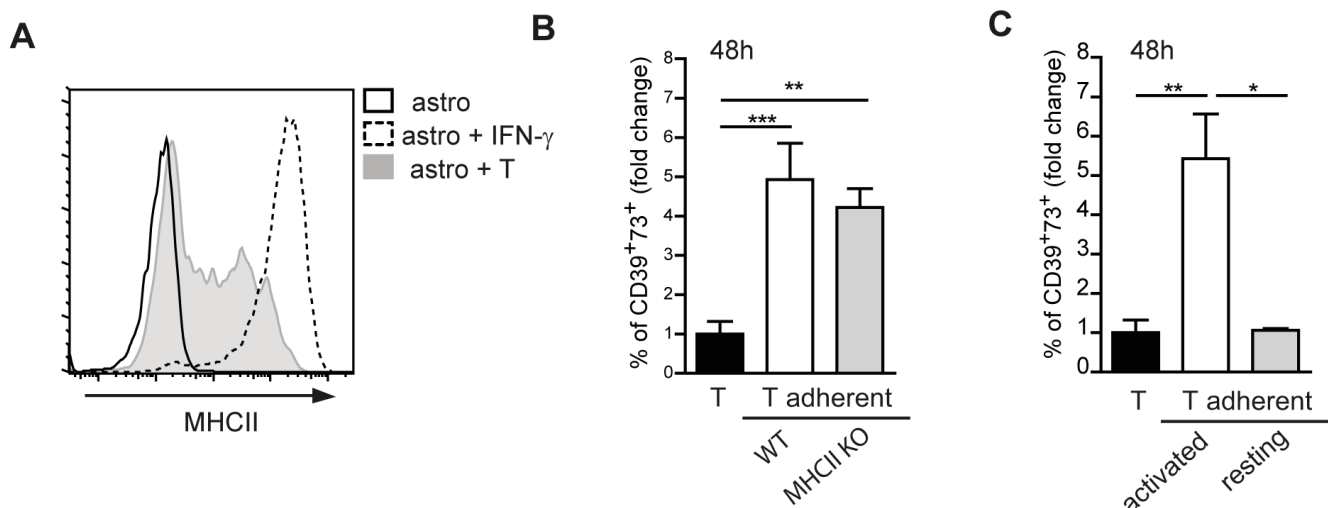 A
astro
astro + IFN-γ
astro + T
MHCII
B
48h
% of CD39+73+ (fold change)
8
7
6
5
4
3
2
1
0
**
***
T
T adherent
WT
MHCII KO
C
48h
% of CD39+73+ (fold change)
8
7
6
5
4
3
2
1
0
**
*
T
T adherent
activated
resting